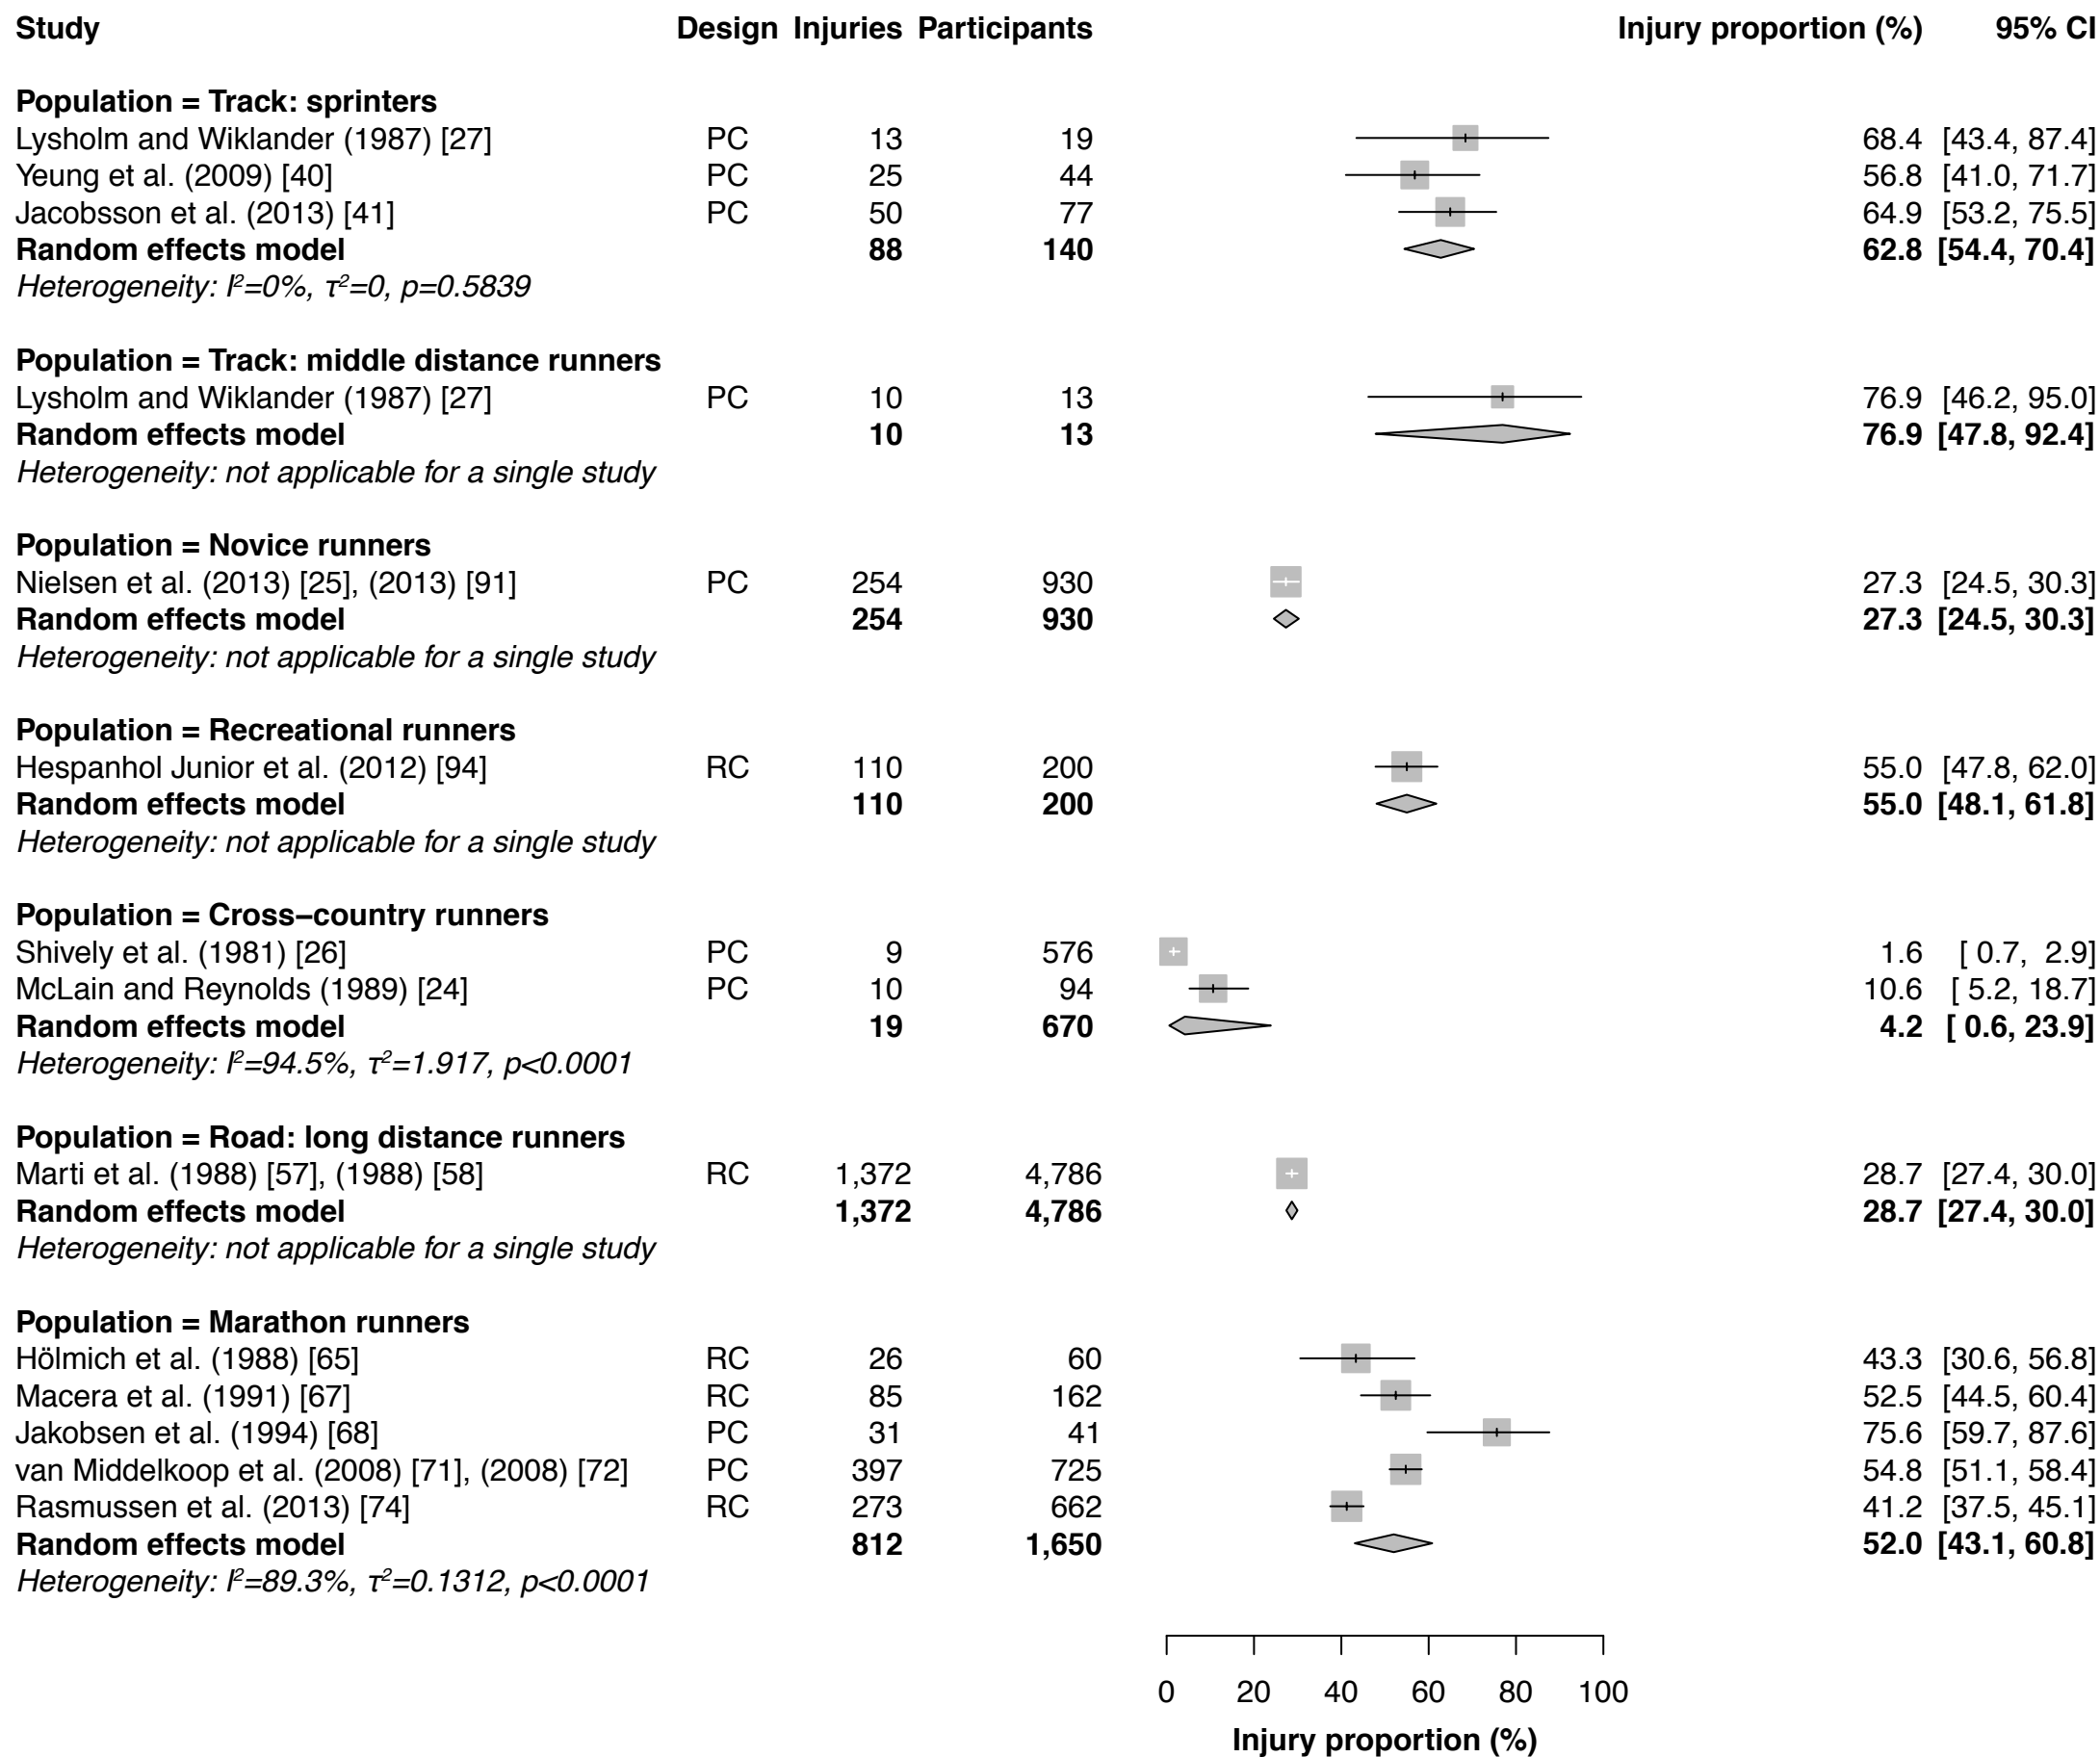 Study Design Injuries Participants Injury proportion (%) 95% CI
Population = Track: sprinters
Lysholm and Wiklander (1987) [27] PC 13 19 68.4 [43.4, 87.4]
Yeung et al. (2009) [40] PC 25 44 56.8 [41.0, 71.7]
Jacobsson et al. (2013) [41] PC 50 77 64.9 [53.2, 75.5]
Random effects model 88 140 62.8 [54.4, 70.4]
Heterogeneity: I²=0%, τ²=0, p=0.5839
Population = Track: middle distance runners
Lysholm and Wiklander (1987) [27] PC 10 13 76.9 [46.2, 95.0]
Random effects model 10 13 76.9 [47.8, 92.4]
Heterogeneity: not applicable for a single study
Population = Novice runners
Nielsen et al. (2013) [25], (2013) [91] PC 254 930 27.3 [24.5, 30.3]
Random effects model 254 930 27.3 [24.5, 30.3]
Heterogeneity: not applicable for a single study
Population = Recreational runners
Hespanhol Junior et al. (2012) [94] RC 110 200 55.0 [47.8, 62.0]
Random effects model 110 200 55.0 [48.1, 61.8]
Heterogeneity: not applicable for a single study
Population = Cross–country runners
Shively et al. (1981) [26] PC 9 576 1.6 [ 0.7, 2.9]
McLain and Reynolds (1989) [24] PC 10 94 10.6 [ 5.2, 18.7]
Random effects model 19 670 4.2 [ 0.6, 23.9]
Heterogeneity: I²=94.5%, τ²=1.917, p<0.0001
Population = Road: long distance runners
Marti et al. (1988) [57], (1988) [58] RC 1,372 4,786 28.7 [27.4, 30.0]
Random effects model 1,372 4,786 28.7 [27.4, 30.0]
Heterogeneity: not applicable for a single study
Population = Marathon runners
Hölmich et al. (1988) [65] RC 26 60 43.3 [30.6, 56.8]
Macera et al. (1991) [67] RC 85 162 52.5 [44.5, 60.4]
Jakobsen et al. (1994) [68] PC 31 41 75.6 [59.7, 87.6]
van Middelkoop et al. (2008) [71], (2008) [72] PC 397 725 54.8 [51.1, 58.4]
Rasmussen et al. (2013) [74] RC 273 662 41.2 [37.5, 45.1]
Random effects model 812 1,650 52.0 [43.1, 60.8]
Heterogeneity: I²=89.3%, τ²=0.1312, p<0.0001
0 20 40 60 80 100
Injury proportion (%)